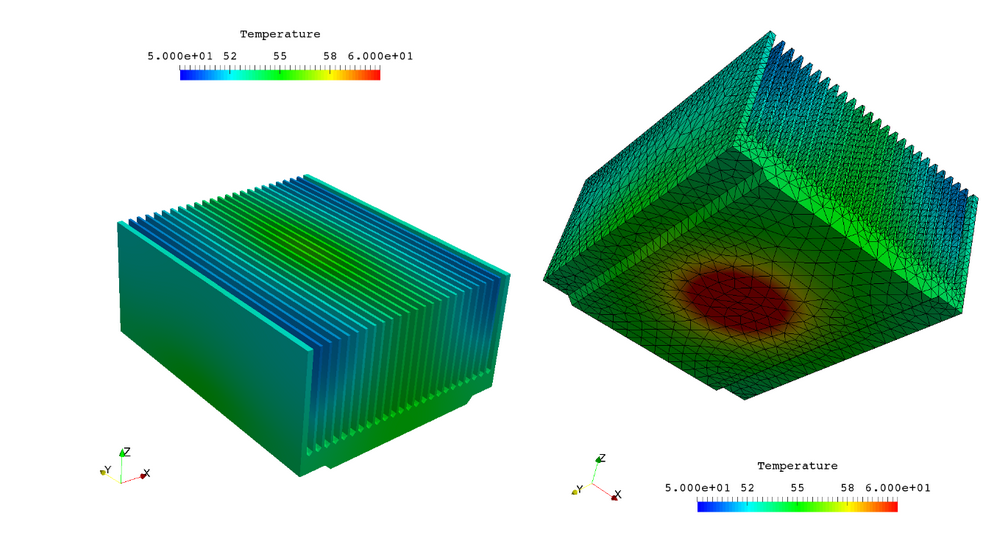 Temperature
5.000e+01 52 55 58 6.000e+01
Z
Y X
Z
Y X
Temperature
5.000e+01 52 55 58 6.000e+01